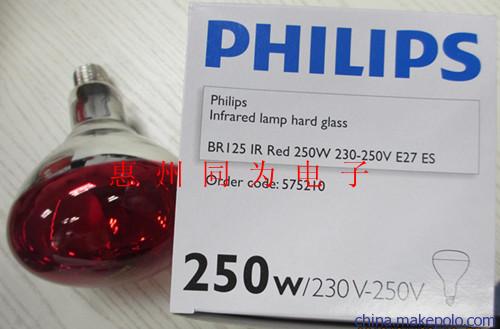 PHILIPS
Philips
Infrared lamp hard glass
BR125 IR Red 250W 230-250V E27 ES
惠州同为电子
Order code: 575210
250w/230V-250V
china.makepolo.com